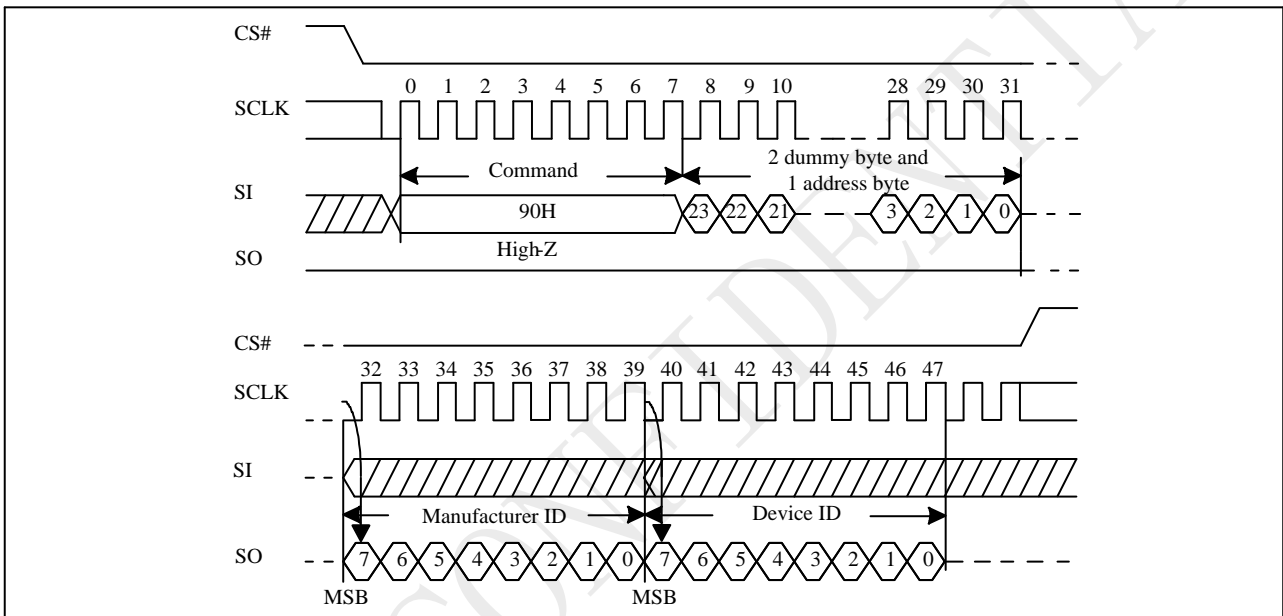 CS#
0 1 2 3 4 5 6 7 8 9 10 28 29 30 31
SCLK
Command
2 dummy byte and
1 address byte
SI
90H
23 22 21 3 2 1 0
High-Z
SO
CS#
32 33 34 35 36 37 38 39 40 41 42 43 44 45 46 47
SCLK
SI
Manufacturer ID
Device ID
SO
7 6 5 4 3 2 1 0 7 6 5 4 3 2 1 0
MSB MSB
CONFIDENTIA